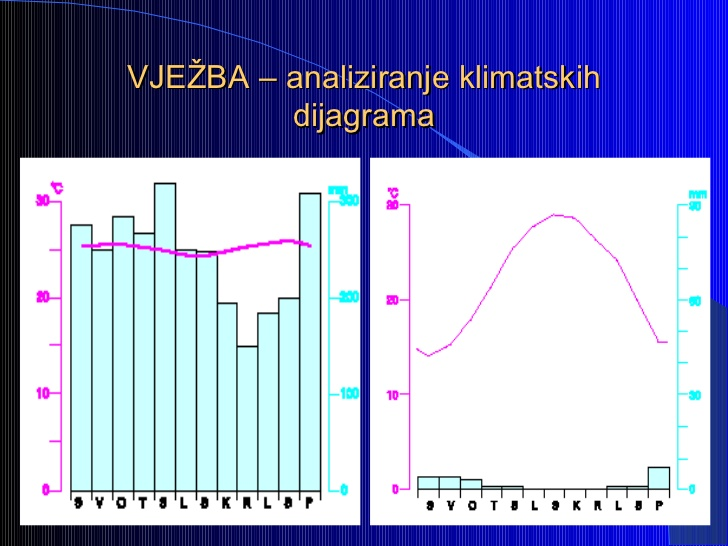 VJEŽBA – analiziranje klimatskih
dijagrama
°C
mm
30
300
20
200
10
100
0
0
S V O T S L S K R L S P
°C
mm
30
90
20
60
10
30
0
0
S V O T S L S K R L S P